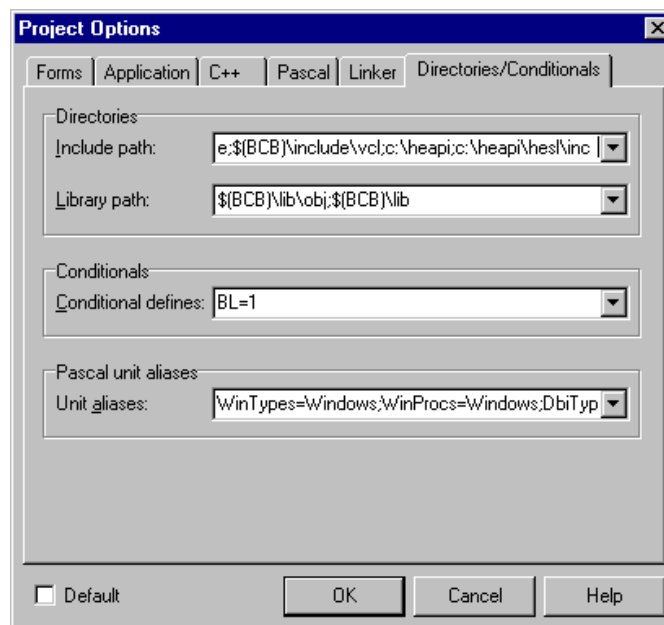 Project Options
Forms Application C++ Pascal Linker Directories/Conditionals
Directories
Include path: e;$(BCB)\include\vcl;c:\heapi;c:\heapi\hesl\inc
Library path: $(BCB)\lib\obj;$(BCB)\lib
Conditionals
Conditional defines: BL=1
Pascal unit aliases
Unit aliases: WinTypes=Windows;WinProcs=Windows;DbiTyp
Default OK Cancel Help